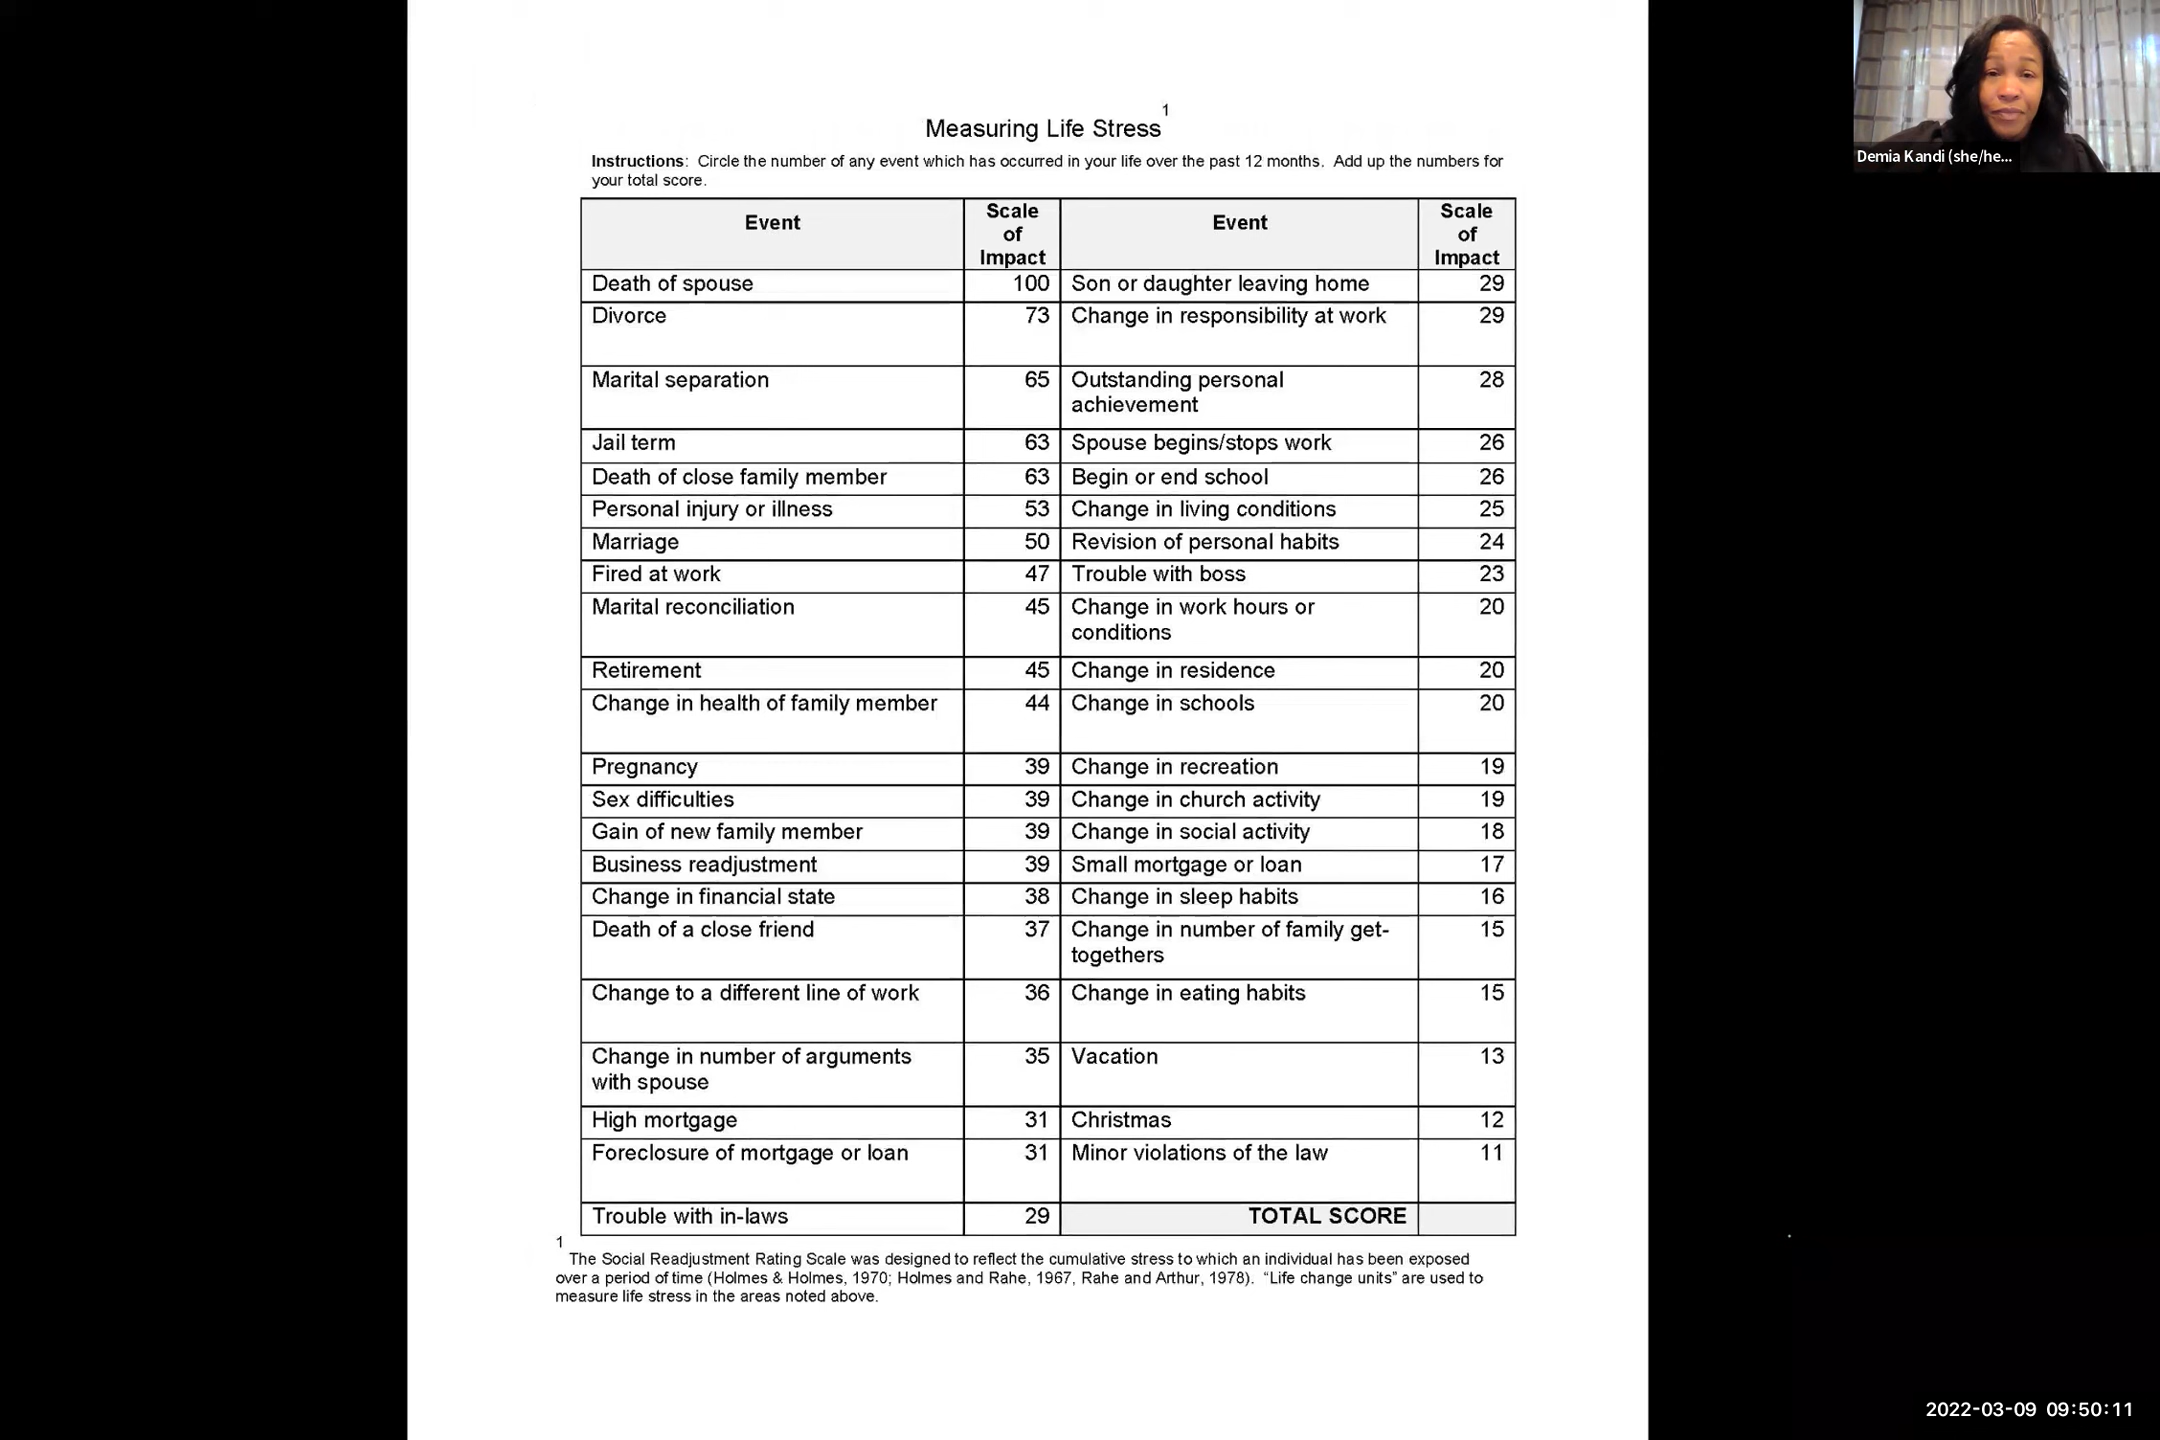 Measuring Life Stress1
Instructions: Circle the number of any event which has occurred in your life over the past 12 months. Add up the numbers for
your total score.
Event Scale of Impact Event Scale of Impact
Death of spouse 100 Son or daughter leaving home 29
Divorce 73 Change in responsibility at work 29
Marital separation 65 Outstanding personal achievement 28
Jail term 63 Spouse begins/stops work 26
Death of close family member 63 Begin or end school 26
Personal injury or illness 53 Change in living conditions 25
Marriage 50 Revision of personal habits 24
Fired at work 47 Trouble with boss 23
Marital reconciliation 45 Change in work hours or conditions 20
Retirement 45 Change in residence 20
Change in health of family member 44 Change in schools 20
Pregnancy 39 Change in recreation 19
Sex difficulties 39 Change in church activity 19
Gain of new family member 39 Change in social activity 18
Business readjustment 39 Small mortgage or loan 17
Change in financial state 38 Change in sleep habits 16
Death of a close friend 37 Change in number of family get-togethers 15
Change to a different line of work 36 Change in eating habits 15
Change in number of arguments with spouse 35 Vacation 13
High mortgage 31 Christmas 12
Foreclosure of mortgage or loan 31 Minor violations of the law 11
Trouble with in-laws 29 TOTAL SCORE
1 The Social Readjustment Rating Scale was designed to reflect the cumulative stress to which an individual has been exposed
over a period of time (Holmes & Holmes, 1970; Holmes and Rahe, 1967, Rahe and Arthur, 1978). “Life change units” are used to
measure life stress in the areas noted above.
Demia Kandi (she/he...
2022-03-09 09:50:11